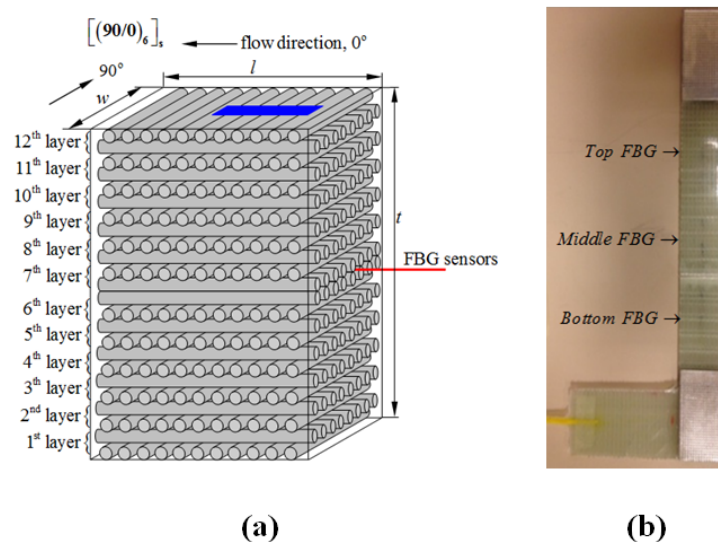 [(90/0)₆]ₛ
flow direction, 0°
90°
l
w
t
12th layer
11th layer
10th layer
9th layer
8th layer
7th layer
FBG sensors
6th layer
5th layer
4th layer
3th layer
2nd layer
1st layer
Top FBG →
Middle FBG →
Bottom FBG →
(a)
(b)